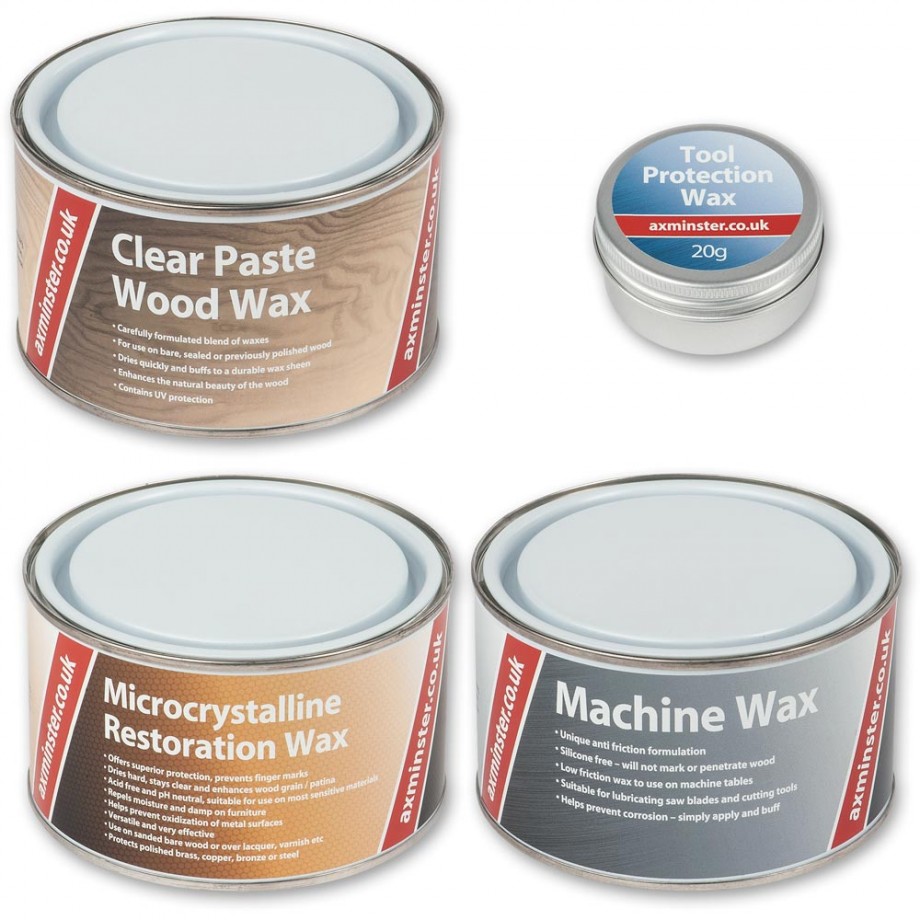 Clear Paste
Wood Wax
• Carefully formulated blend of waxes
• For use on bare, sealed or previously polished wood
• Dries quickly and buffs to a durable wax sheen
• Enhances the natural beauty of the wood
• Contains UV protection
axminster.co.uk
axminster.co.uk
Tool
Protection
Wax
axminster.co.uk
20g
Microcrystalline
Restoration Wax
• Offers superior protection, prevents finger marks
• Dries hard, stays clear and enhances wood grain / patina
• Acid free and pH neutral, suitable for use on most sensitive materials
• Repels moisture and damp on furniture
• Helps prevent oxidization of metal surfaces
• Versatile and very effective
• Use on sanded bare wood or over lacquer, varnish etc
• Protects polished brass, copper, bronze or steel
axminster.co.uk
axminster.co.uk
Machine Wax
• Unique anti friction formulation
• Silicone free – will not mark or penetrate wood
• Low friction wax to use on machine tables
• Suitable for lubricating saw blades and cutting tools
• Helps prevent corrosion – simply apply and buff
axminster.co.uk
axminster.co.uk